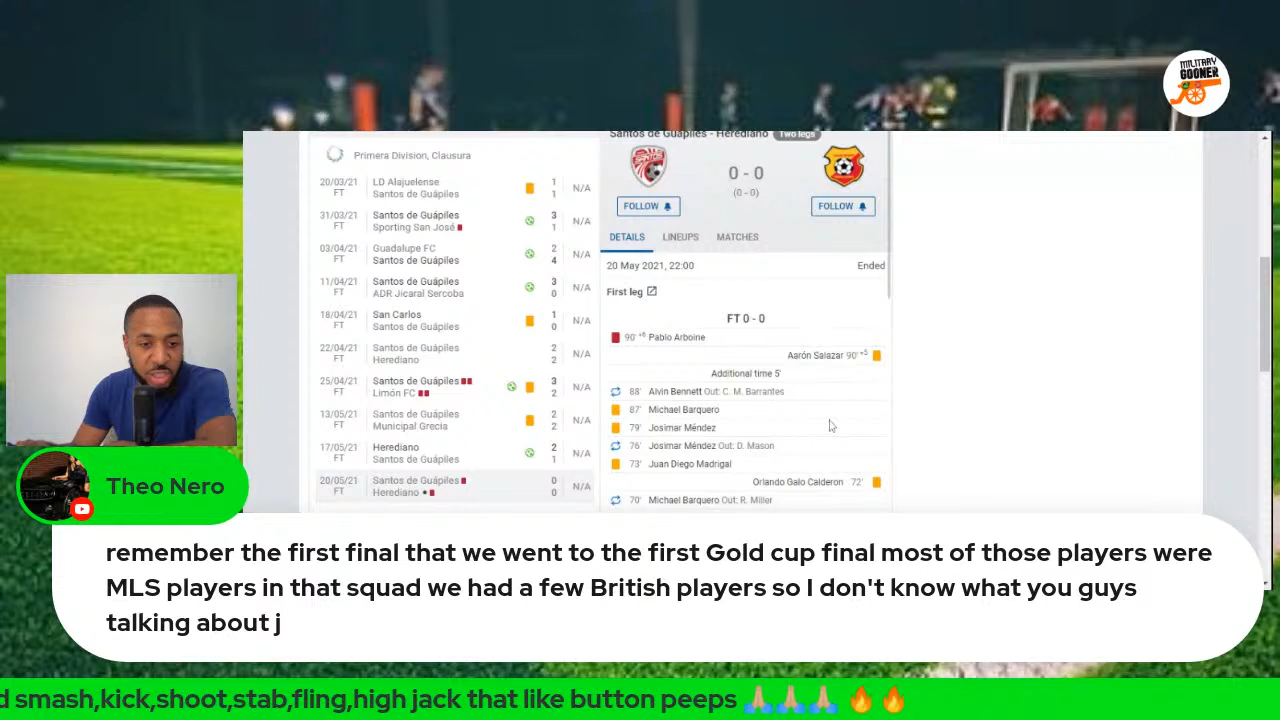 MILITARY
GOONER
Santos de Guápiles - Herediano Two legs
Primera Division, Clausura
20/03/21 FT LD Alajuelense 1 N/A
Santos de Guápiles 1
31/03/21 FT Santos de Guápiles 3 N/A
Sporting San José 1
03/04/21 FT Guadalupe FC 2 N/A
Santos de Guápiles 4
11/04/21 FT Santos de Guápiles 3 N/A
ADR Jicaral Sercoba 0
18/04/21 FT San Carlos 1 N/A
Santos de Guápiles 0
22/04/21 FT Santos de Guápiles 2 N/A
Herediano 2
25/04/21 FT Santos de Guápiles 3 N/A
Limón FC 2
13/05/21 FT Santos de Guápiles 2 N/A
Municipal Grecia 2
17/05/21 FT Herediano 2 N/A
Santos de Guápiles 1
20/05/21 FT Santos de Guápiles 0 N/A
Herediano 0
0 - 0
(0 - 0)
FOLLOW FOLLOW
DETAILS LINEUPS MATCHES
20 May 2021, 22:00 Ended
First leg
FT 0 - 0
90' +6 Pablo Arboine
Aarón Salazar 90' +5
Additional time 5'
88' Alvin Bennett Out: C. M. Barrantes
87' Michael Barquero
79' Josimar Méndez
76' Josimar Méndez Out: D. Mason
73' Juan Diego Madrigal
Orlando Galo Calderon 72'
70' Michael Barquero Out: R. Miller
Theo Nero
remember the first final that we went to the first Gold cup final most of those players were
MLS players in that squad we had a few British players so I don't know what you guys
talking about j
d smash,kick,shoot,stab,fling,high jack that like button peeps 🙏🏽🙏🏽🙏🏽 🔥🔥